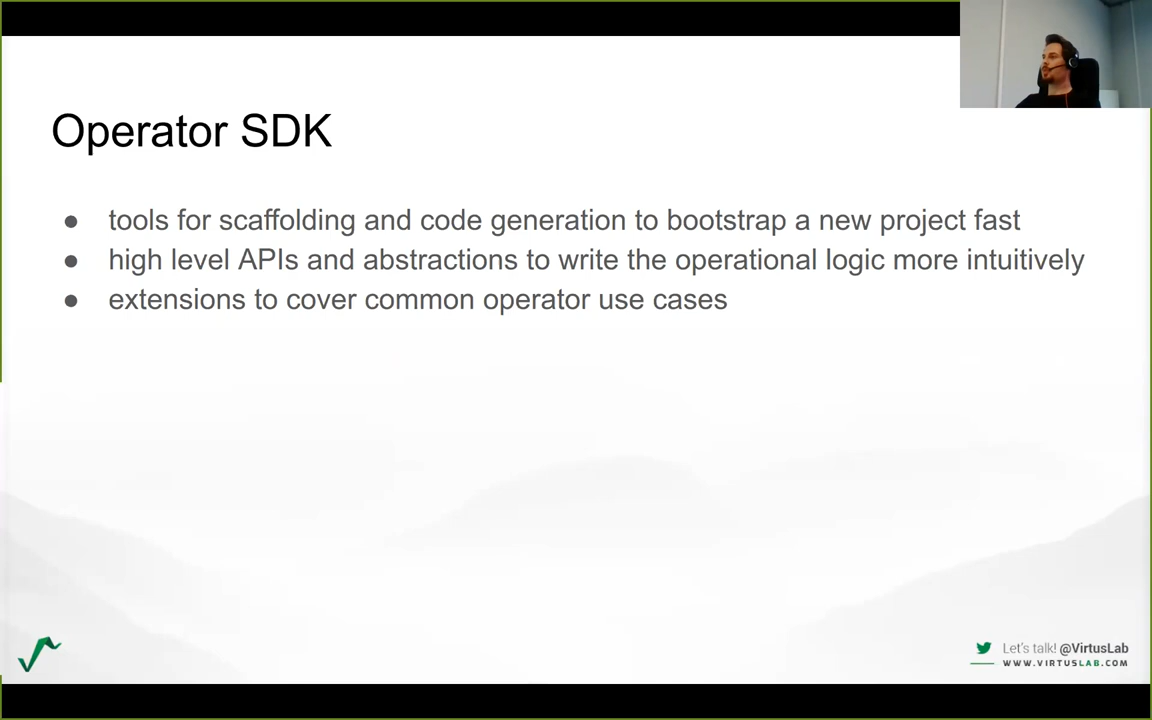 Operator SDK
● tools for scaffolding and code generation to bootstrap a new project fast
● high level APIs and abstractions to write the operational logic more intuitively
● extensions to cover common operator use cases
Let's talk! @VirtusLab
WWW.VIRTUSLAB.COM